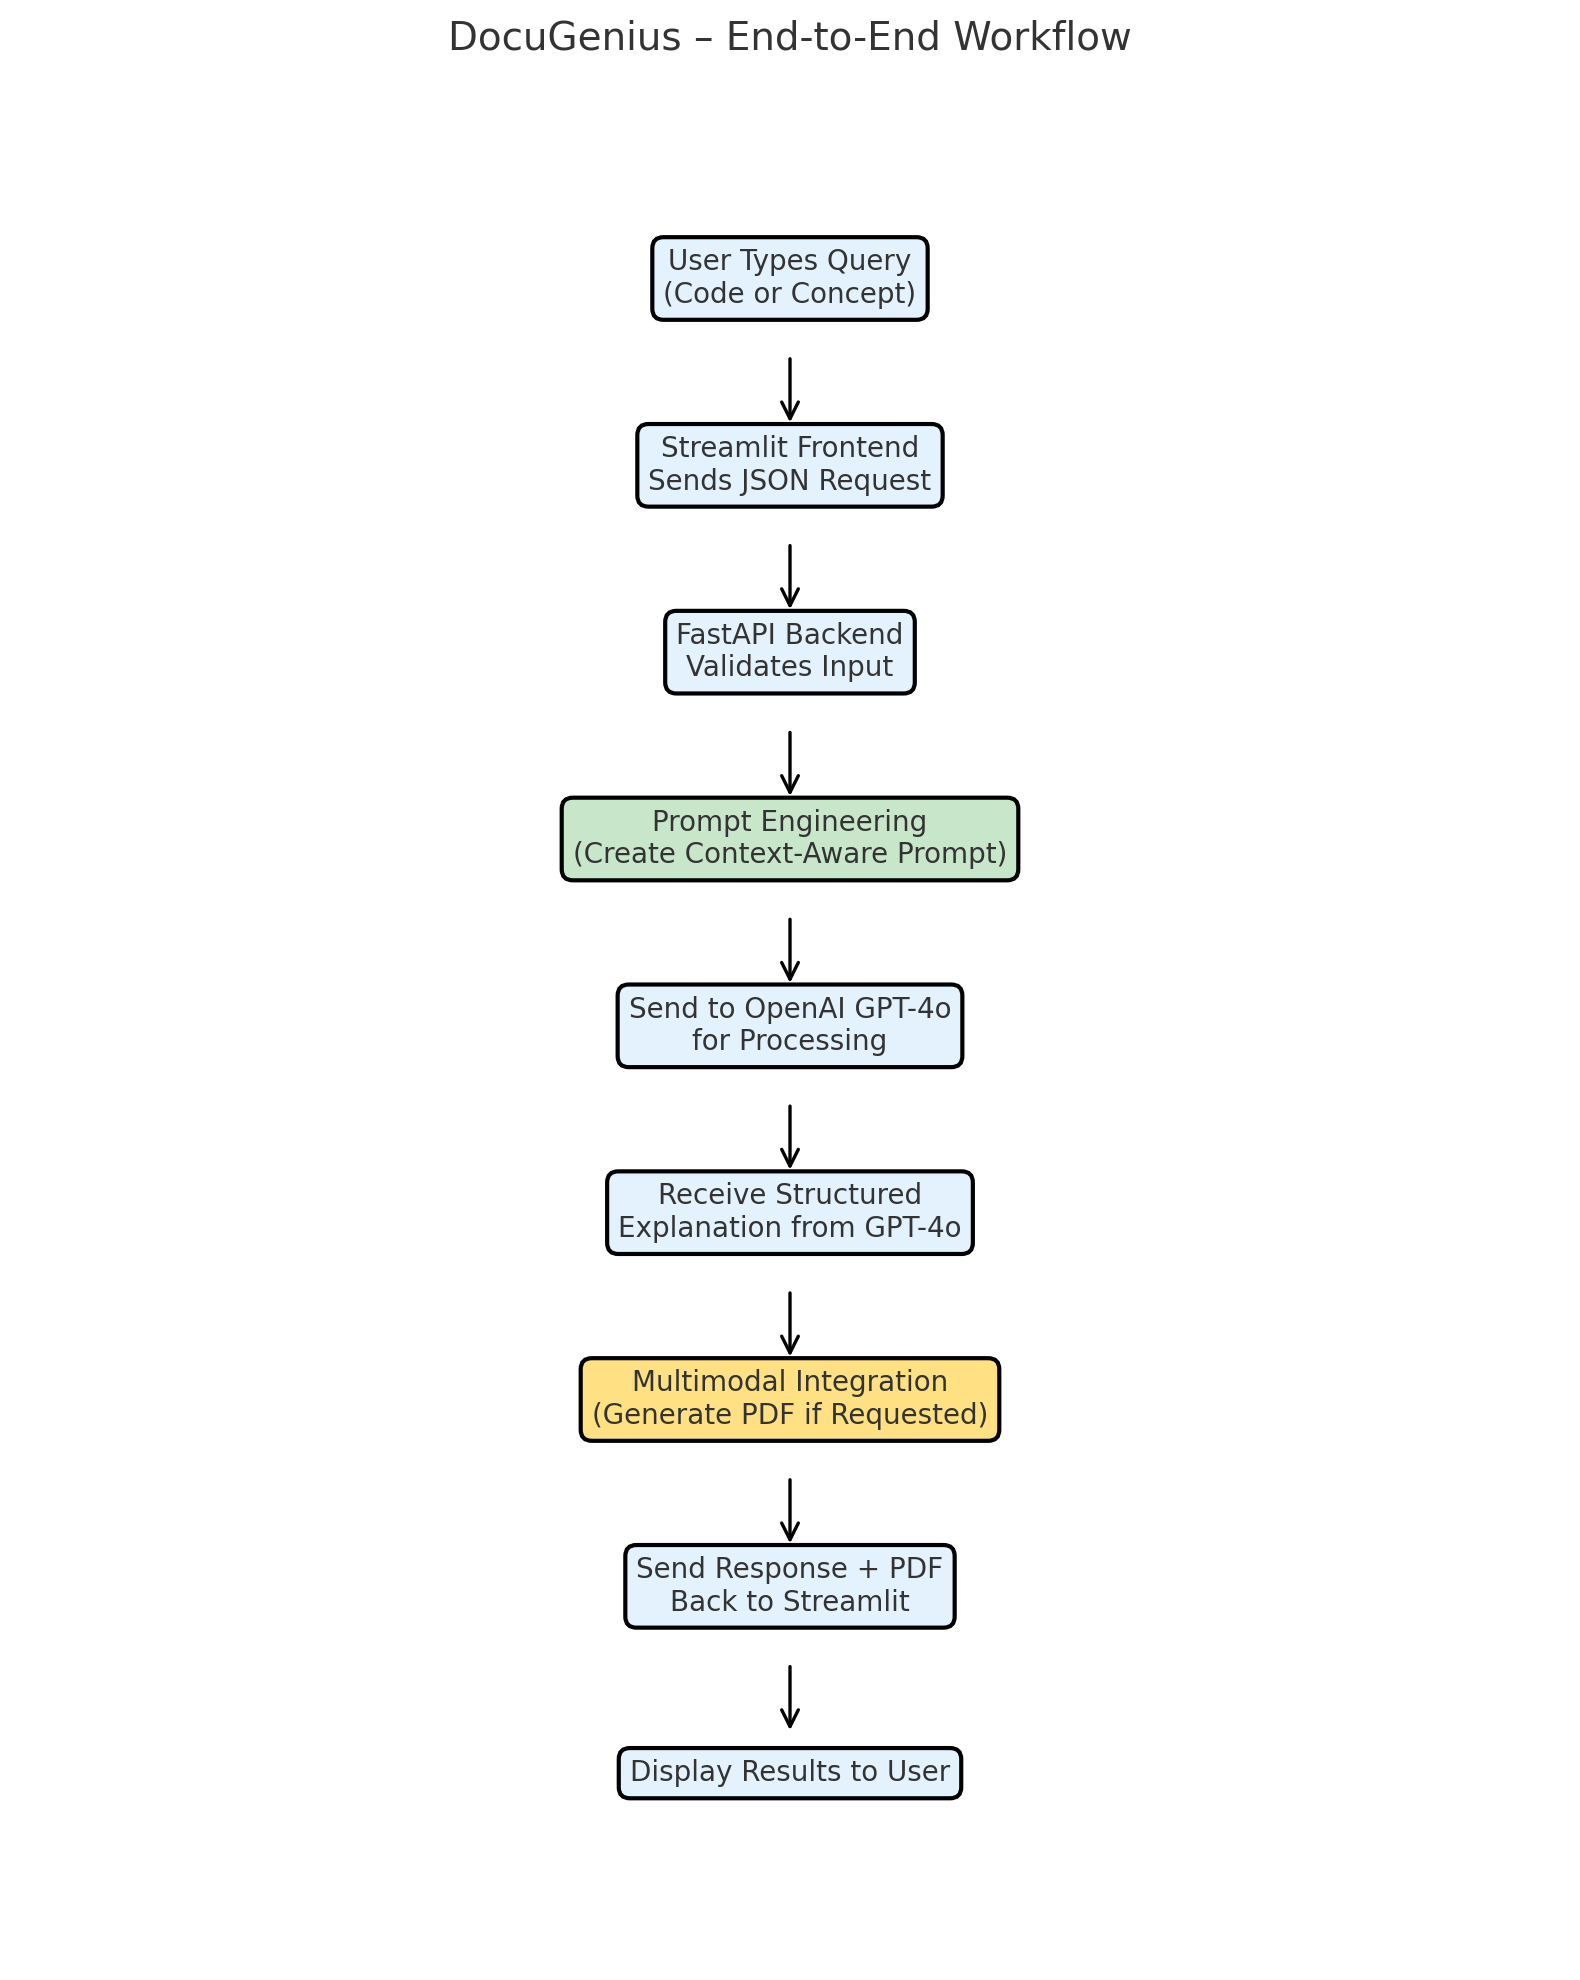 DocuGenius – End-to-End Workflow
User Types Query
(Code or Concept)
Streamlit Frontend
Sends JSON Request
FastAPI Backend
Validates Input
Prompt Engineering
(Create Context-Aware Prompt)
Send to OpenAI GPT-4o
for Processing
Receive Structured
Explanation from GPT-4o
Multimodal Integration
(Generate PDF if Requested)
Send Response + PDF
Back to Streamlit
Display Results to User